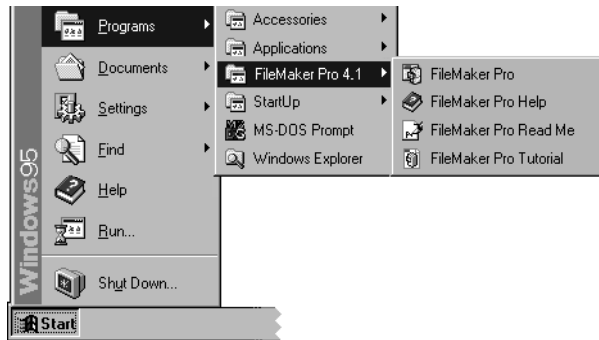 Programs
Documents
Settings
Find
Help
Run...
Shut Down...
Windows95
Start
Accessories
Applications
FileMaker Pro 4.1
StartUp
MS-DOS Prompt
Windows Explorer
FileMaker Pro
FileMaker Pro Help
FileMaker Pro Read Me
FileMaker Pro Tutorial